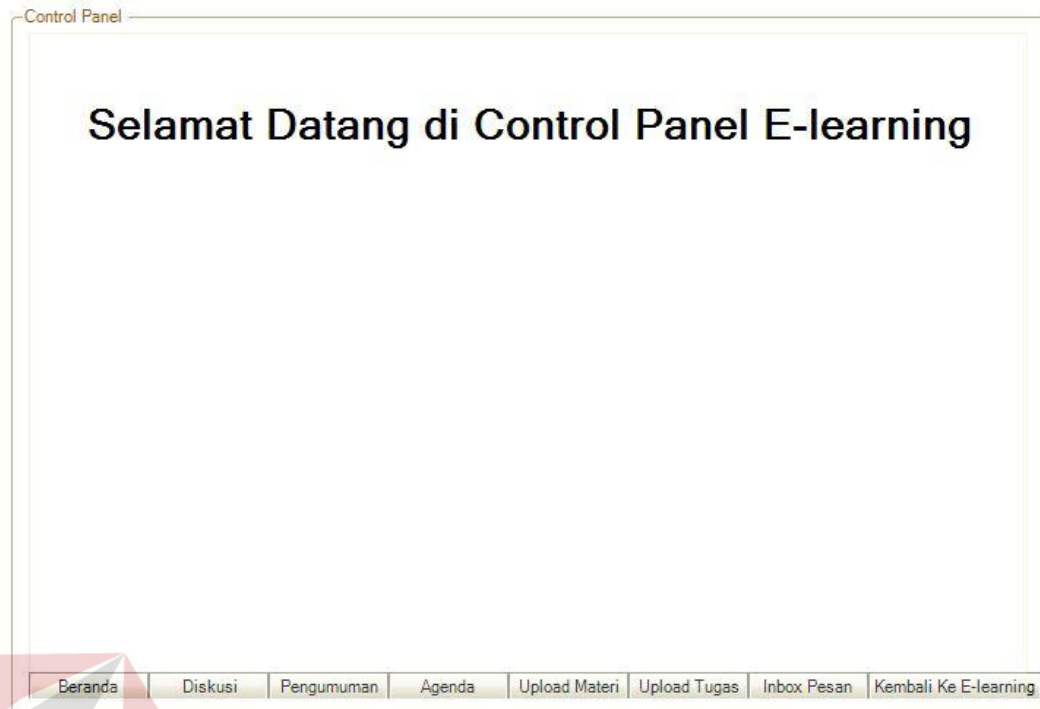 Control Panel
Selamat Datang di Control Panel E-learning
Beranda Diskusi Pengumuman Agenda Upload Materi Upload Tugas Inbox Pesan Kembali Ke E-learning